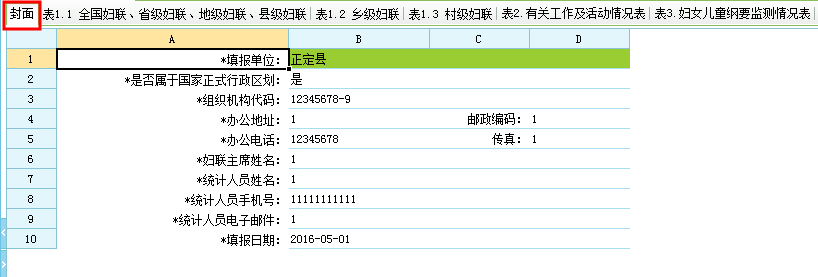 封面 表1.1 全国妇联、省级妇联、地级妇联、县级妇联 表1.2 乡级妇联 表1.3 村级妇联 表2.有关工作及活动情况表 表3.妇女儿童纲要监测情况表
A B C D
1 *填报单位: 正定县
2 *是否属于国家正式行政区划: 是
3 *组织机构代码: 12345678-9
4 *办公地址: 1 邮政编码: 1
5 *办公电话: 12345678 传真: 1
6 *妇联主席姓名: 1
7 *统计人员姓名: 1
8 *统计人员手机号: 11111111111
9 *统计人员电子邮件: 1
10 *填报日期: 2016-05-01